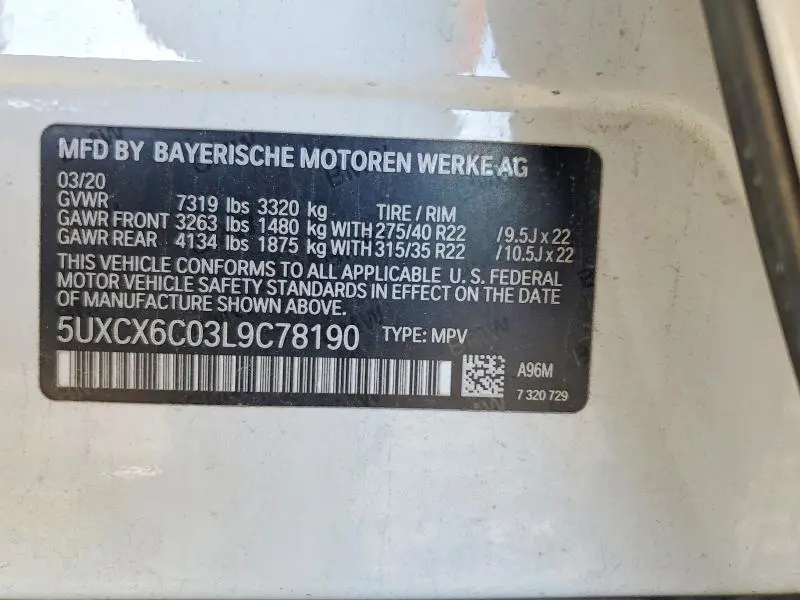 MFD BY BAYERISCHE MOTOREN WERKE AG
03/20
GVWR 7319 lbs 3320 kg TIRE / RIM
GAWR FRONT 3263 lbs 1480 kg WITH 275/40 R22 /9.5J x 22
GAWR REAR 4134 lbs 1875 kg WITH 315/35 R22 /10.5J x 22
THIS VEHICLE CONFORMS TO ALL APPLICABLE U. S. FEDERAL
MOTOR VEHICLE SAFETY STANDARDS IN EFFECT ON THE DATE
OF MANUFACTURE SHOWN ABOVE.
5UXCX6C03L9C78190 TYPE: MPV
A96M
7 320 729